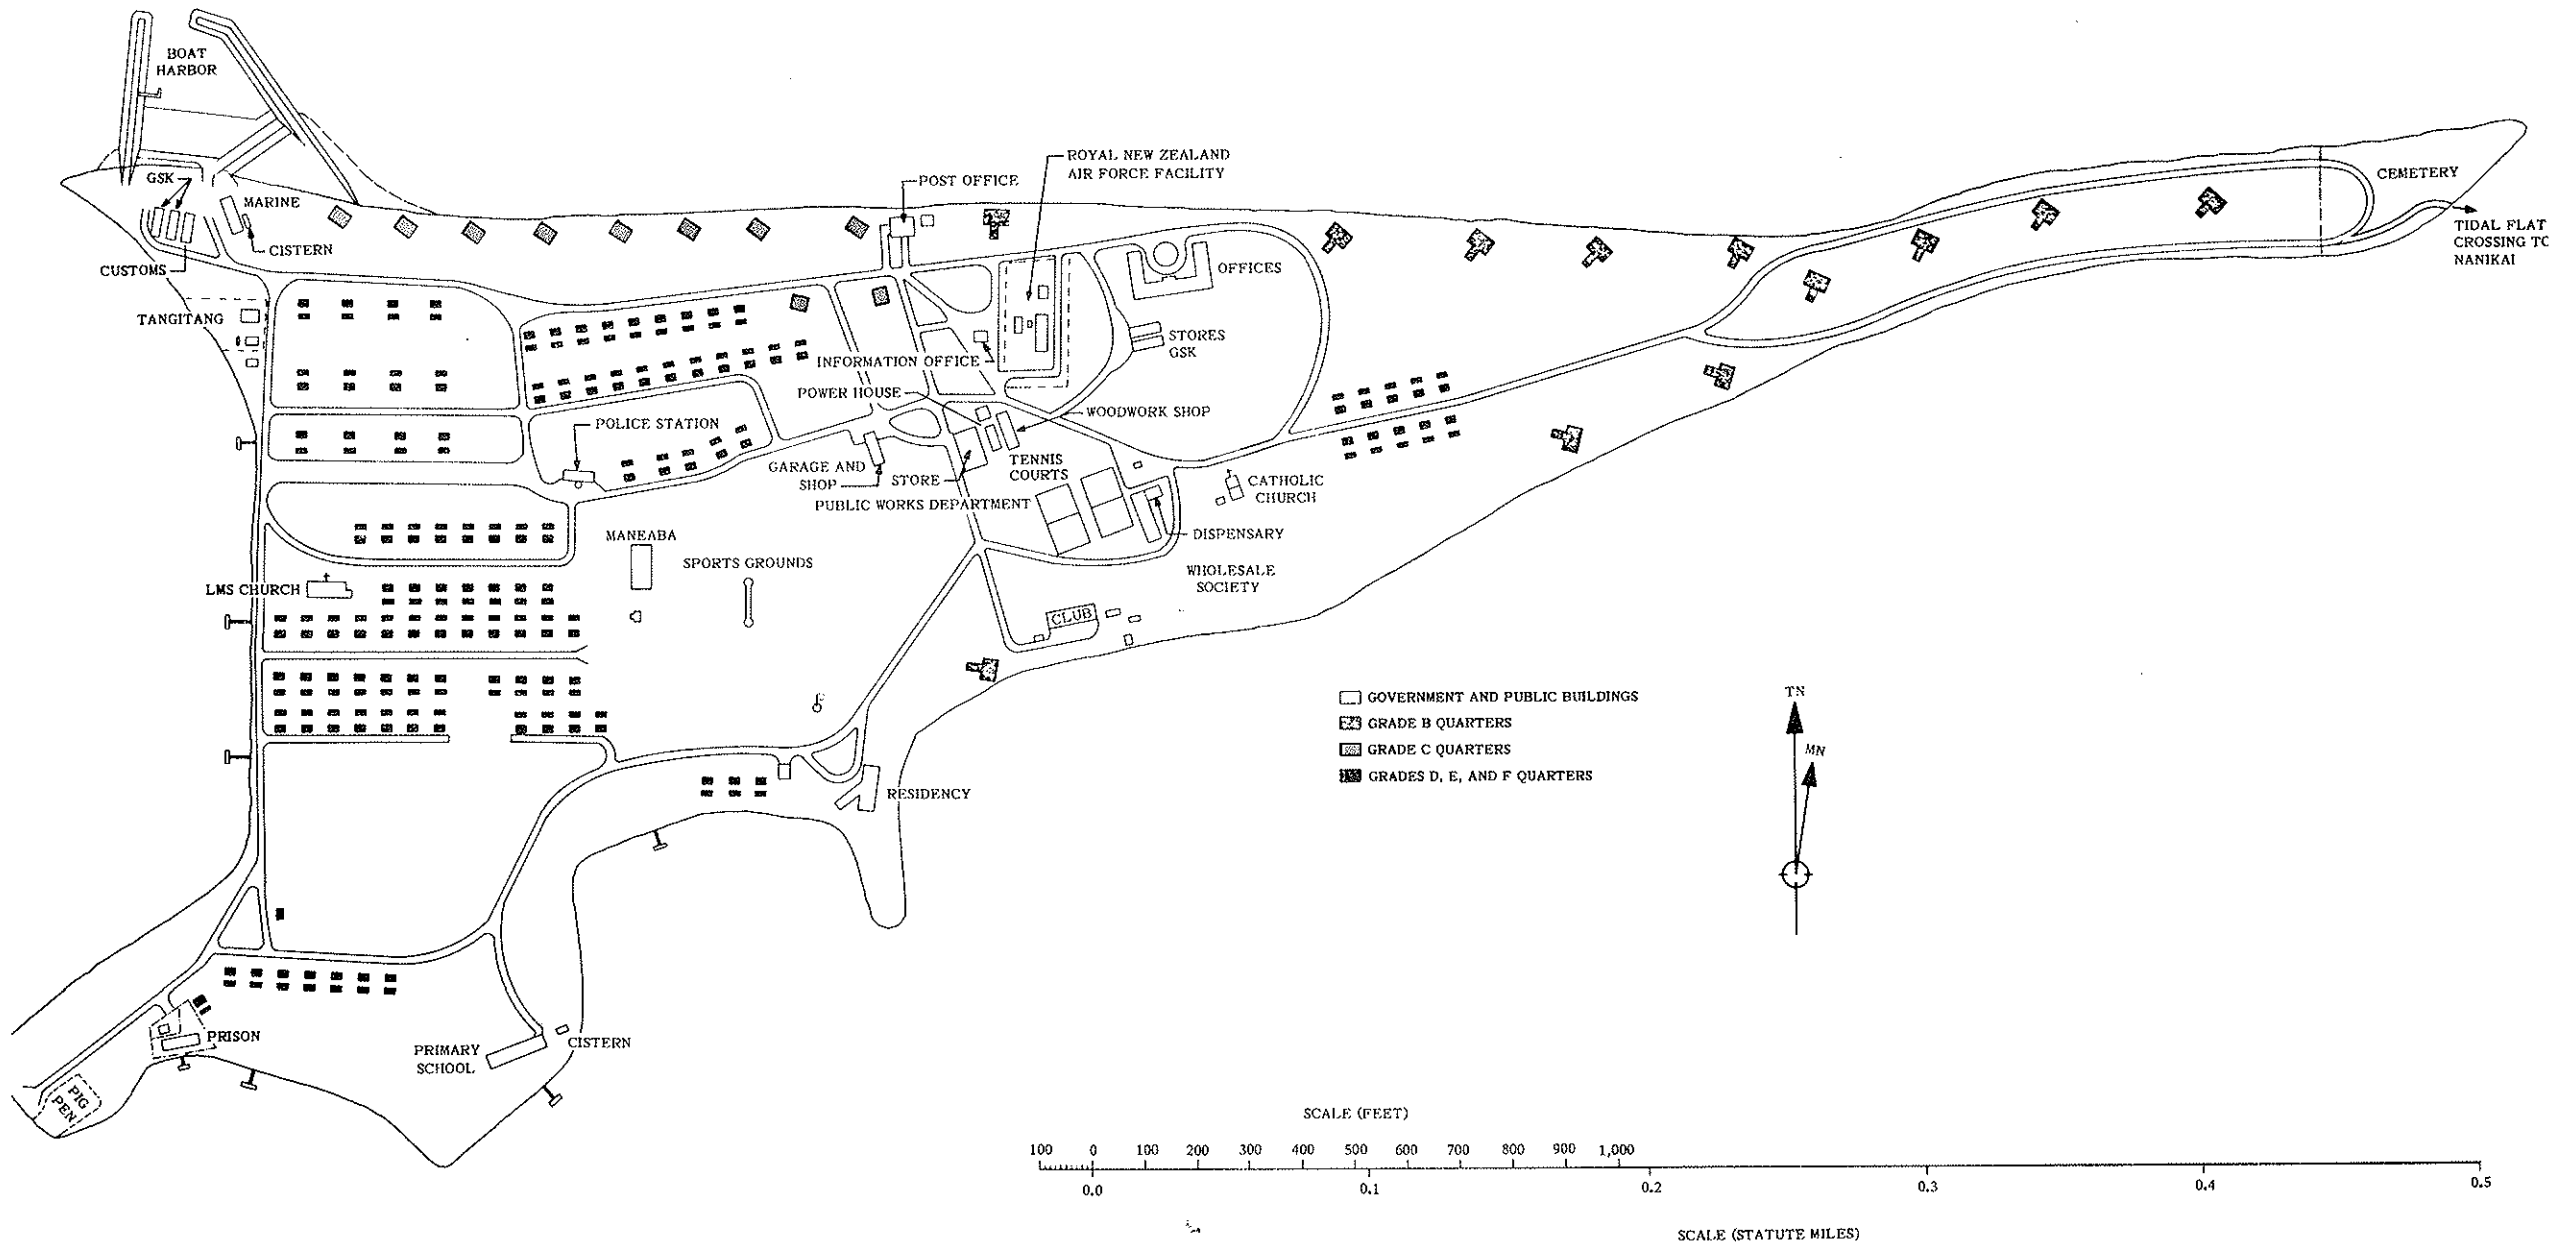 BOAT
HARBOR
GSK
MARINE
CISTERN
CUSTOMS
TANGITANG
POST OFFICE
ROYAL NEW ZEALAND
AIR FORCE FACILITY
OFFICES
STORES
GSK
INFORMATION OFFICE
POWER HOUSE
WOODWORK SHOP
POLICE STATION
GARAGE AND
SHOP
STORE
PUBLIC WORKS DEPARTMENT
TENNIS
COURTS
CATHOLIC
CHURCH
DISPENSARY
WHOLESALE
SOCIETY
CEMETERY
TIDAL FLAT
CROSSING TO
NANIKAI
MANEABA
SPORTS GROUNDS
LMS CHURCH
CLUB
RESIDENCY
PRISON
PRIMARY
SCHOOL
CISTERN
PIG
PEN
GOVERNMENT AND PUBLIC BUILDINGS
GRADE B QUARTERS
GRADE C QUARTERS
GRADES D, E, AND F QUARTERS
TN
MN
SCALE (FEET)
100 0 100 200 300 400 500 600 700 800 900 1,000
0.0 0.1 0.2 0.3 0.4 0.5
SCALE (STATUTE MILES)